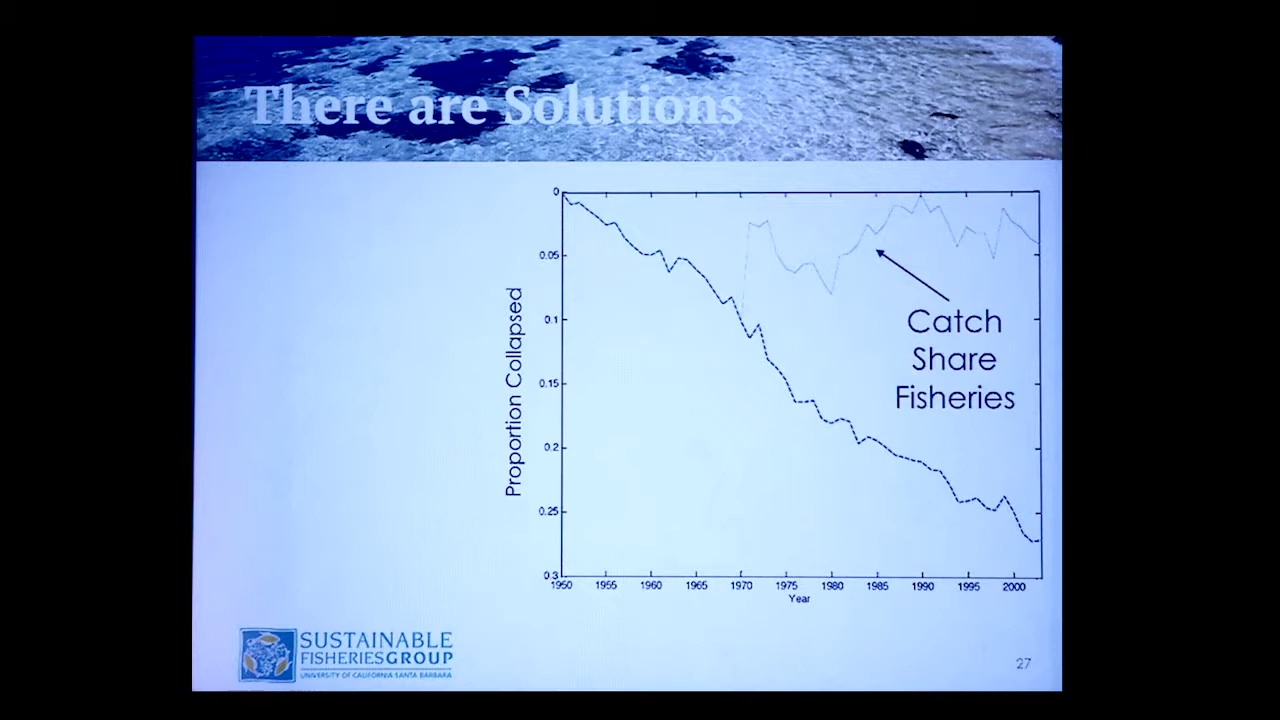 There are Solutions
0
0.05
0.1
0.15
0.2
0.25
0.3
Proportion Collapsed
Catch
Share
Fisheries
1950 1955 1960 1965 1970 1975 1980 1985 1990 1995 2000
Year
SUSTAINABLE
FISHERIESGROUP
UNIVERSITY OF CALIFORNIA SANTA BARBARA
27